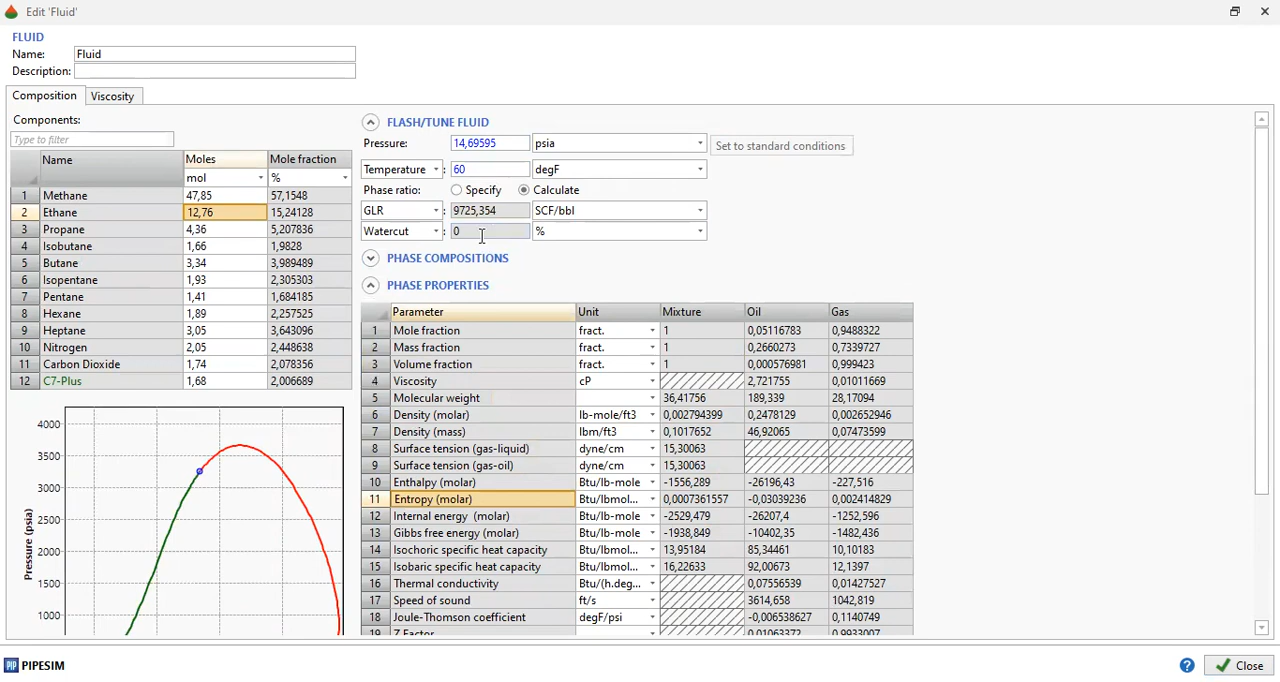 Edit 'Fluid'
FLUID
Name: Fluid
Description:
Composition Viscosity
Components:
Type to filter
Name Moles Mole fraction
mol %
1 Methane 47,85 57,1548
2 Ethane 12,76 15,24128
3 Propane 4,36 5,207836
4 Isobutane 1,66 1,9828
5 Butane 3,34 3,989489
6 Isopentane 1,93 2,305303
7 Pentane 1,41 1,684185
8 Hexane 1,89 2,257525
9 Heptane 3,05 3,643096
10 Nitrogen 2,05 2,448638
11 Carbon Dioxide 1,74 2,078356
12 C7-Plus 1,68 2,006689
4000
3500
3000
2500
2000
1500
1000
Pressure (psia)
FLASH/TUNE FLUID
Pressure: 14,69595 psia Set to standard conditions
Temperature : 60 degF
Phase ratio: Specify Calculate
GLR : 9725,354 SCF/bbl
Watercut : 0 %
PHASE COMPOSITIONS
PHASE PROPERTIES
Parameter Unit Mixture Oil Gas
1 Mole fraction fract. 1 0,05116783 0,9488322
2 Mass fraction fract. 1 0,2660273 0,7339727
3 Volume fraction fract. 1 0,000576981 0,999423
4 Viscosity cP 2,721755 0,01011669
5 Molecular weight 36,41756 189,339 28,17094
6 Density (molar) lb-mole/ft3 0,002794399 0,2478129 0,002652946
7 Density (mass) lbm/ft3 0,1017652 46,92065 0,07473599
8 Surface tension (gas-liquid) dyne/cm 15,30063
9 Surface tension (gas-oil) dyne/cm 15,30063
10 Enthalpy (molar) Btu/lb-mole -1556,289 -26196,43 -227,516
11 Entropy (molar) Btu/lbmol... 0,0007361557 -0,03039236 0,002414829
12 Internal energy (molar) Btu/lb-mole -2529,479 -26207,4 -1252,596
13 Gibbs free energy (molar) Btu/lb-mole -1938,849 -10402,35 -1482,436
14 Isochoric specific heat capacity Btu/lbmol... 13,95184 85,34461 10,10183
15 Isobaric specific heat capacity Btu/lbmol... 16,22633 92,00673 12,1397
16 Thermal conductivity Btu/(h.deg... 0,07556539 0,01427527
17 Speed of sound ft/s 3614,658 1042,819
18 Joule-Thomson coefficient degF/psi -0,006538627 0,1140749
19 Z Factor 0,01063372 0,9933007
PIP PIPESIM
? Close